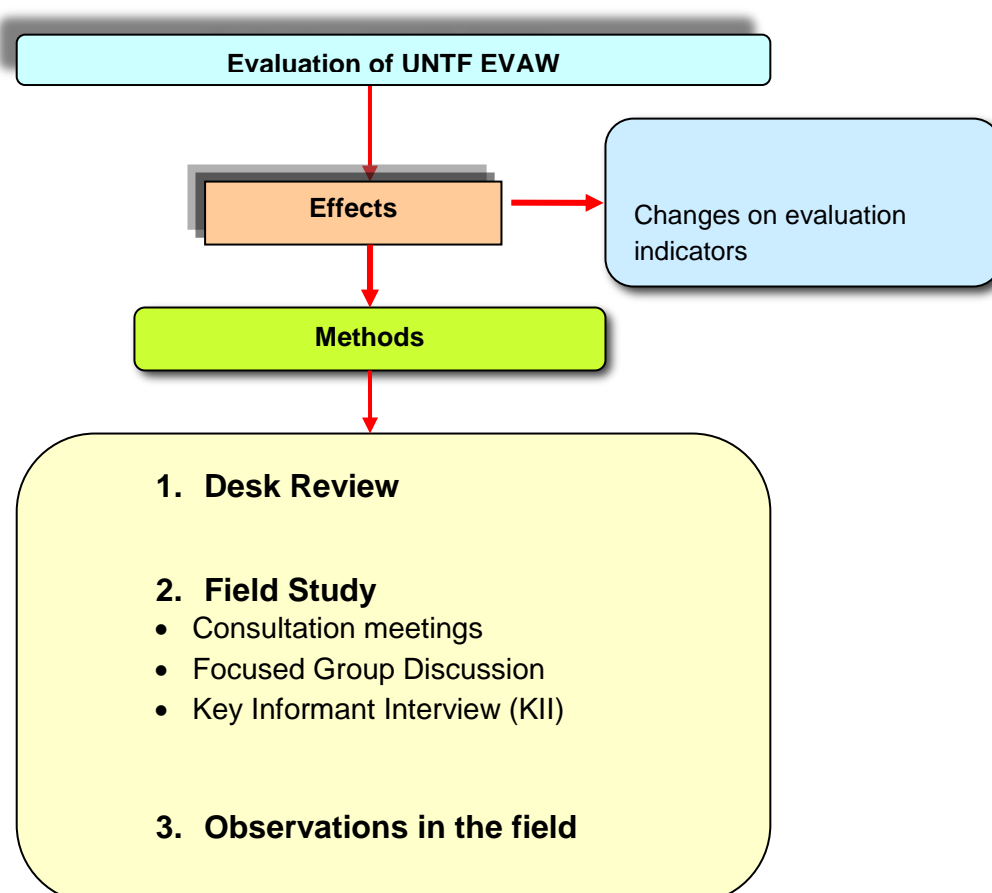 Evaluation of UNTF EVAW
Effects
Changes on evaluation
indicators
Methods
1. Desk Review
2. Field Study
• Consultation meetings
• Focused Group Discussion
• Key Informant Interview (KII)
3. Observations in the field